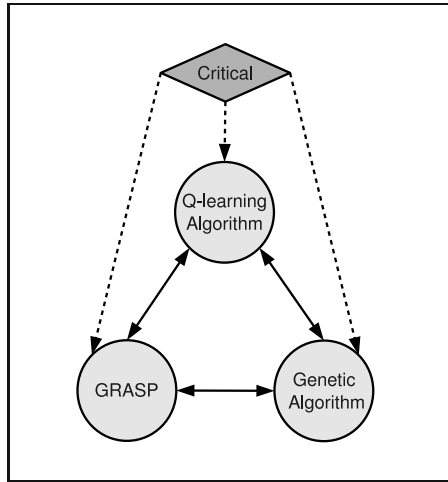 Critical
Q-learning
Algorithm
GRASP
Genetic
Algorithm